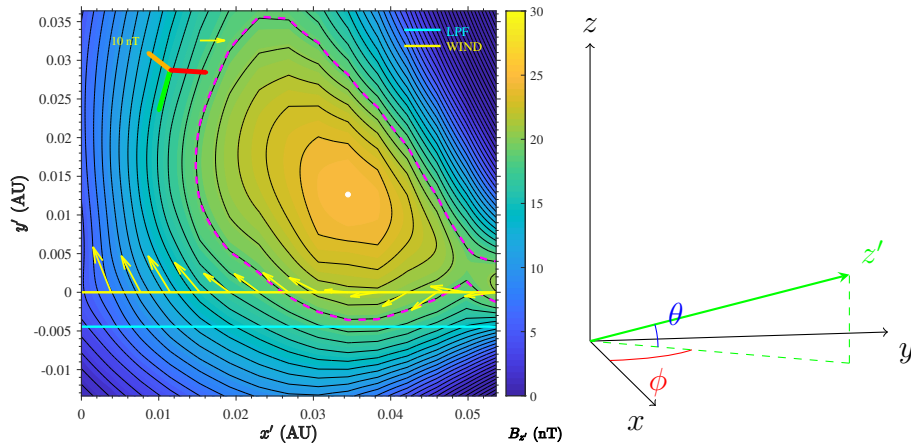 0.035
0.03
0.025
0.02
0.015
0.01
0.005
0
-0.005
-0.01
y′ (AU)
0
0.01
0.02
0.03
0.04
0.05
x′ (AU)
10 nT
LPF
WIND
30
25
20
15
10
5
0
B_z′ (nT)
z
z′
θ
y
ϕ
x